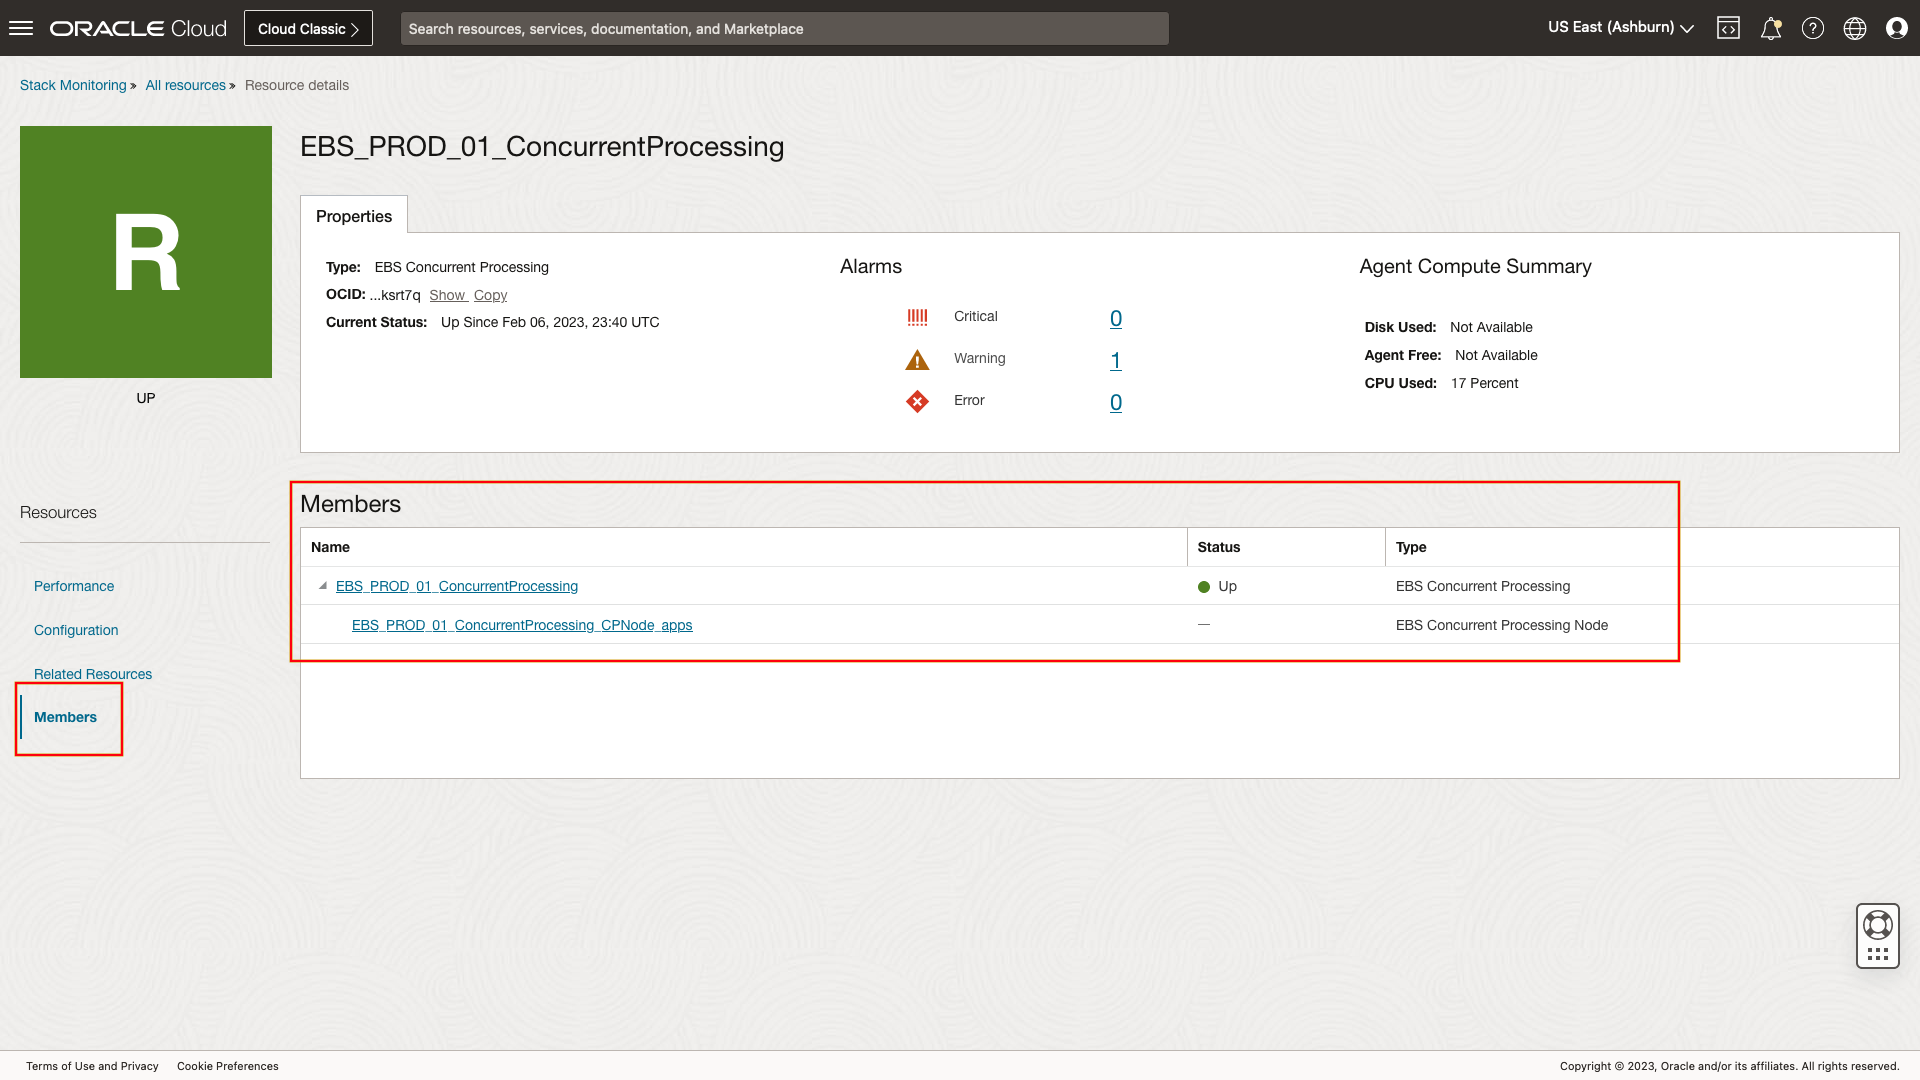 ORACLE Cloud
Cloud Classic
Search resources, services, documentation, and Marketplace
US East (Ashburn)
Stack Monitoring » All resources » Resource details
R
UP
EBS_PROD_01_ConcurrentProcessing
Properties
Type: EBS Concurrent Processing
OCID: ...ksrt7q Show Copy
Current Status: Up Since Feb 06, 2023, 23:40 UTC
Alarms
Critical 0
Warning 1
Error 0
Agent Compute Summary
Disk Used: Not Available
Agent Free: Not Available
CPU Used: 17 Percent
Resources
Performance
Configuration
Related Resources
Members
Members
Name Status Type
EBS_PROD_01_ConcurrentProcessing Up EBS Concurrent Processing
EBS_PROD_01_ConcurrentProcessing_CPNode_apps — EBS Concurrent Processing Node
Terms of Use and Privacy Cookie Preferences
Copyright © 2023, Oracle and/or its affiliates. All rights reserved.